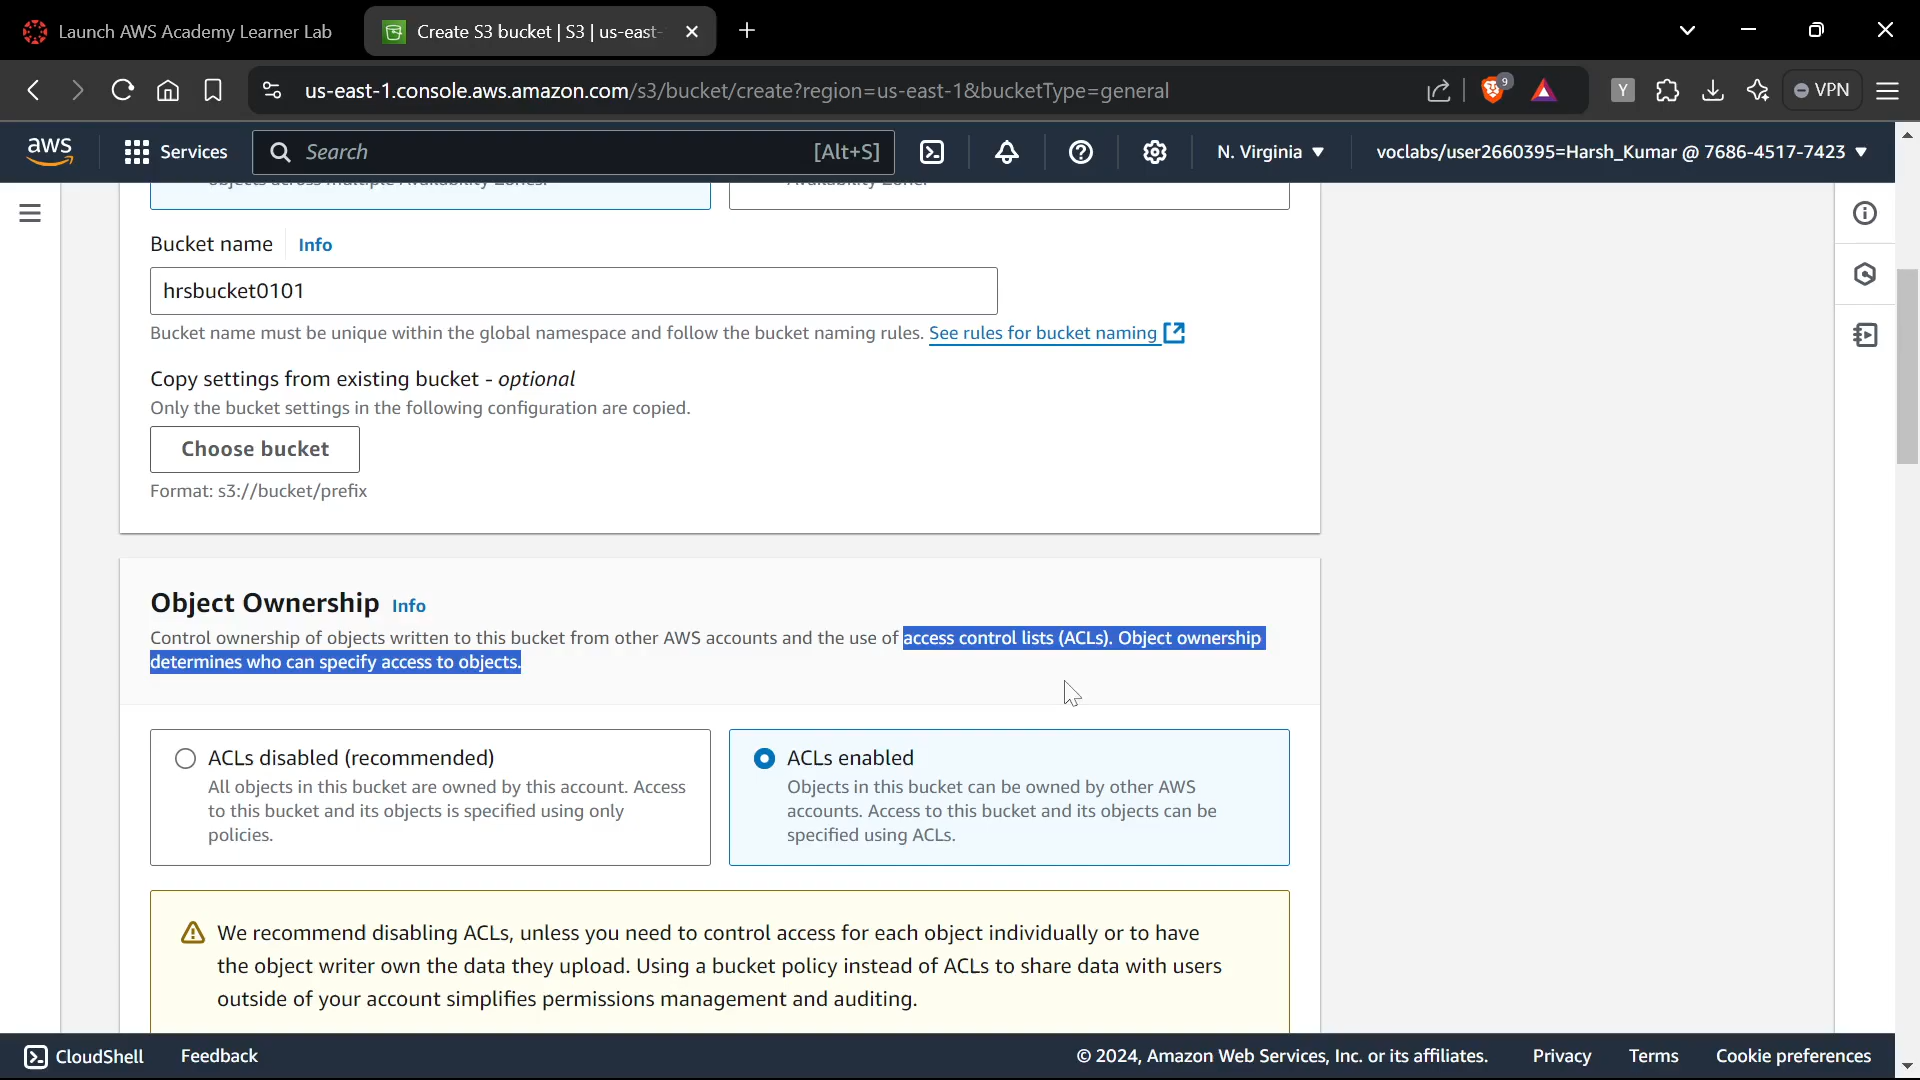 Launch AWS Academy Learner Lab
Create S3 bucket | S3 | us-east-
us-east-1.console.aws.amazon.com/s3/bucket/create?region=us-east-1&bucketType=general
9
Y
VPN
aws
Services
Search
[Alt+S]
N. Virginia
voclabs/user2660395=Harsh_Kumar @ 7686-4517-7423
Bucket name
Info
hrsbucket0101
Bucket name must be unique within the global namespace and follow the bucket naming rules. See rules for bucket naming
Copy settings from existing bucket - optional
Only the bucket settings in the following configuration are copied.
Choose bucket
Format: s3://bucket/prefix
Object Ownership Info
Control ownership of objects written to this bucket from other AWS accounts and the use of access control lists (ACLs). Object ownership
determines who can specify access to objects.
ACLs disabled (recommended)
All objects in this bucket are owned by this account. Access
to this bucket and its objects is specified using only
policies.
ACLs enabled
Objects in this bucket can be owned by other AWS
accounts. Access to this bucket and its objects can be
specified using ACLs.
We recommend disabling ACLs, unless you need to control access for each object individually or to have
the object writer own the data they upload. Using a bucket policy instead of ACLs to share data with users
outside of your account simplifies permissions management and auditing.
CloudShell
Feedback
© 2024, Amazon Web Services, Inc. or its affiliates.
Privacy
Terms
Cookie preferences